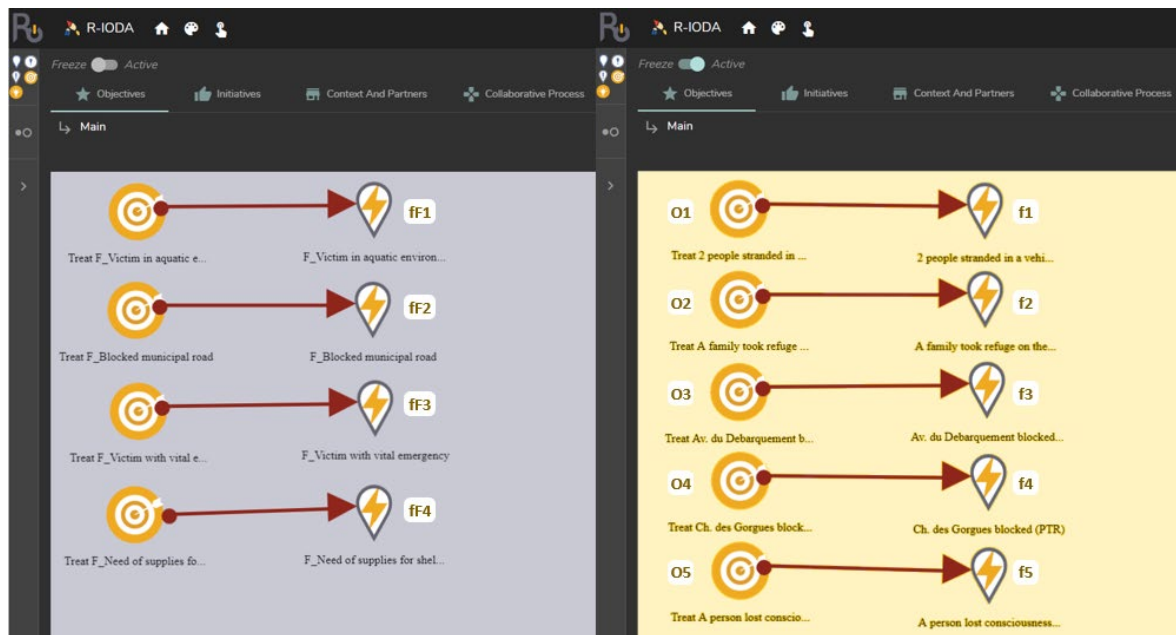 R-IODA
Freeze Active
Objectives Initiatives Context And Partners Collaborative Process
Main
fF1
Treat F_Victim in aquatic e... F_Victim in aquatic environ...
fF2
Treat F_Blocked municipal road F_Blocked municipal road
fF3
Treat F_Victim with vital e... F_Victim with vital emergency
fF4
Treat F_Need of supplies fo... F_Need of supplies for shel...
R-IODA
Freeze Active
Objectives Initiatives Context And Partners Collaborative Process
Main
O1 f1
Treat 2 people stranded in ... 2 people stranded in a vehi...
O2 f2
Treat A family took refuge ... A family took refuge on the...
O3 f3
Treat Av. du Debarquement b... Av. du Debarquement blocked...
O4 f4
Treat Ch. des Gorgues block... Ch. des Gorgues blocked (PTR)
O5 f5
Treat A person lost conscio... A person lost consciousness...